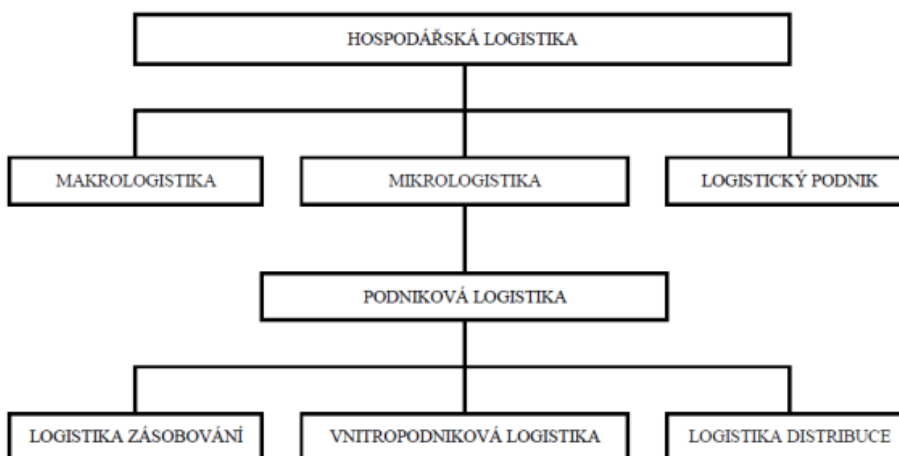 HOSPODÁŘSKÁ LOGISTIKA
MAKROLOGISTIKA
MIKROLOGISTIKA
LOGISTICKÝ PODNIK
PODNIKOVÁ LOGISTIKA
LOGISTIKA ZÁSOBOVÁNÍ
VNITROPODNIKOVÁ LOGISTIKA
LOGISTIKA DISTRIBUCE